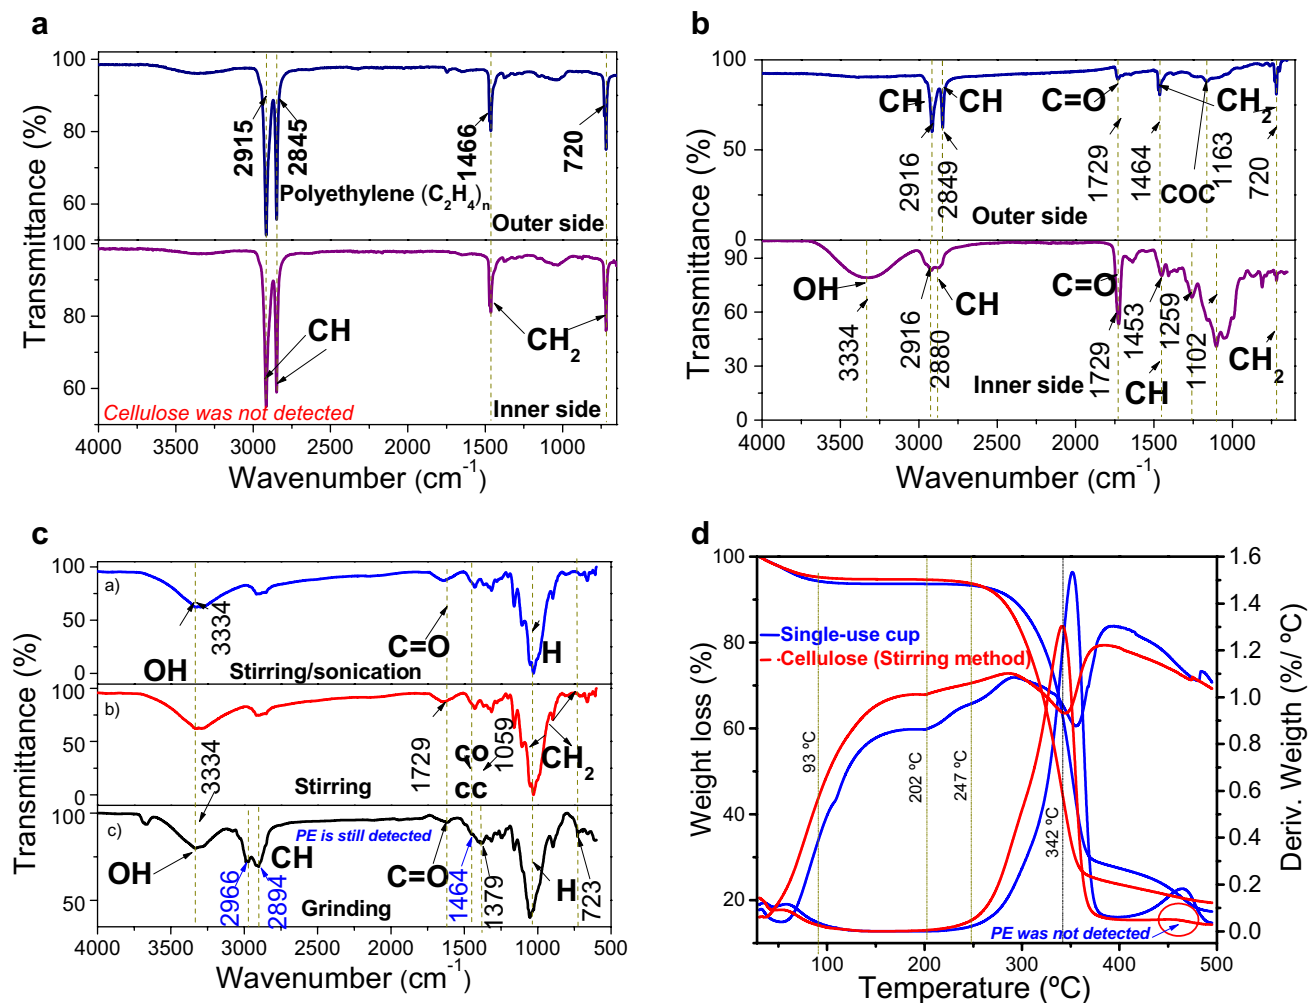 a
Transmittance (%)
100
80
60
2915
2845
1466
720
Polyethylene (C2H4)n
Outer side
100
80
60
CH
CH2
Cellulose was not detected
Inner side
4000 3500 3000 2500 2000 1500 1000
Wavenumber (cm-1)
b
Transmittance (%)
100
50
0
CH
CH
C=O
CH2
2916
2849
1729
1464
COC
1163
720
Outer side
90
60
30
0
OH
CH
C=O
3334
2916
2880
1729
1453
1259
1102
CH2
Inner side
CH
4000 3500 3000 2500 2000 1500 1000
Wavenumber (cm-1)
c
Transmittance (%)
100
50
0
a)
3334
OH
C=O
H
Stirring/sonication
100
50
0
b)
3334
1729
CO
CC
1059
CH2
Stirring
100
50
c)
PE is still detected
OH
CH
2966
2894
C=O
1464
1379
H
723
Grinding
4000 3500 3000 2500 2000 1500 1000 500
Wavenumber (cm-1)
d
Weight loss (%)
100
80
60
40
20
Single-use cup
Cellulose (Stirring method)
93 ºC
202 ºC
247 ºC
342 ºC
PE was not detected
1.6
1.4
1.2
1.0
0.8
0.6
0.4
0.2
0.0
Deriv. Weigth (%/ ºC)
100 200 300 400 500
Temperature (ºC)